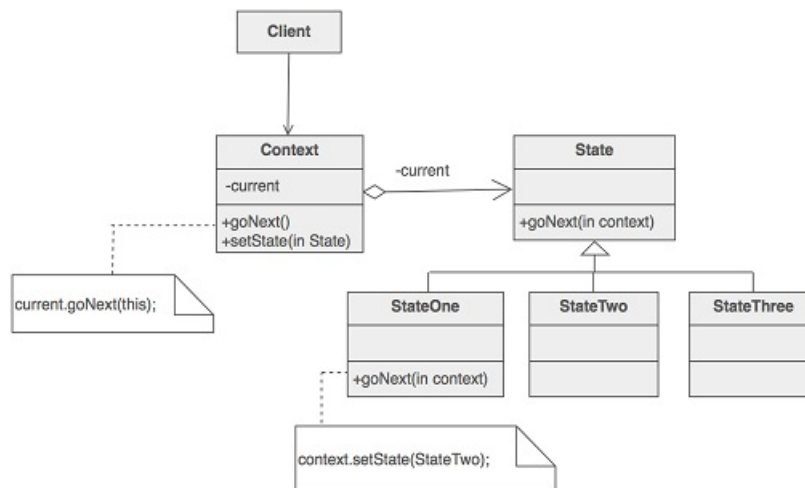 Client
Context
-current
+goNext()
+setState(in State)
-current
State
+goNext(in context)
current.goNext(this);
StateOne
+goNext(in context)
StateTwo
StateThree
context.setState(StateTwo);